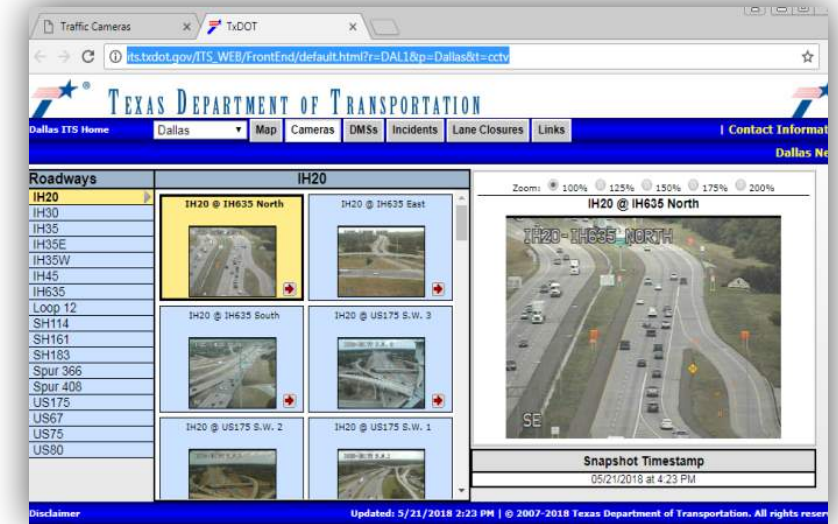 Traffic Cameras
TxDOT
its.txdot.gov/ITS_WEB/FrontEnd/default.html?r=DAL1&p=Dallas&t=cctv
TEXAS DEPARTMENT OF TRANSPORTATION
Dallas ITS Home Dallas Map Cameras DMSs Incidents Lane Closures Links | Contact Informat
Dallas Ne
Roadways
IH20
IH30
IH35
IH35E
IH35W
IH45
IH635
Loop 12
SH114
SH161
SH183
Spur 366
Spur 408
US175
US67
US75
US80
IH20
IH20 @ IH635 North IH20 @ IH635 East
IH20 @ IH635 South IH20 @ US175 S.W. 3
IH20 @ US175 S.W. 2 IH20 @ US175 S.W. 1
Zoom: 100% 125% 150% 175% 200%
IH20 @ IH635 North
IH20-IH635 NORTH
SE
Snapshot Timestamp
05/21/2018 at 4:23 PM
Disclaimer Updated: 5/21/2018 2:23 PM | © 2007-2018 Texas Department of Transportation. All rights reser